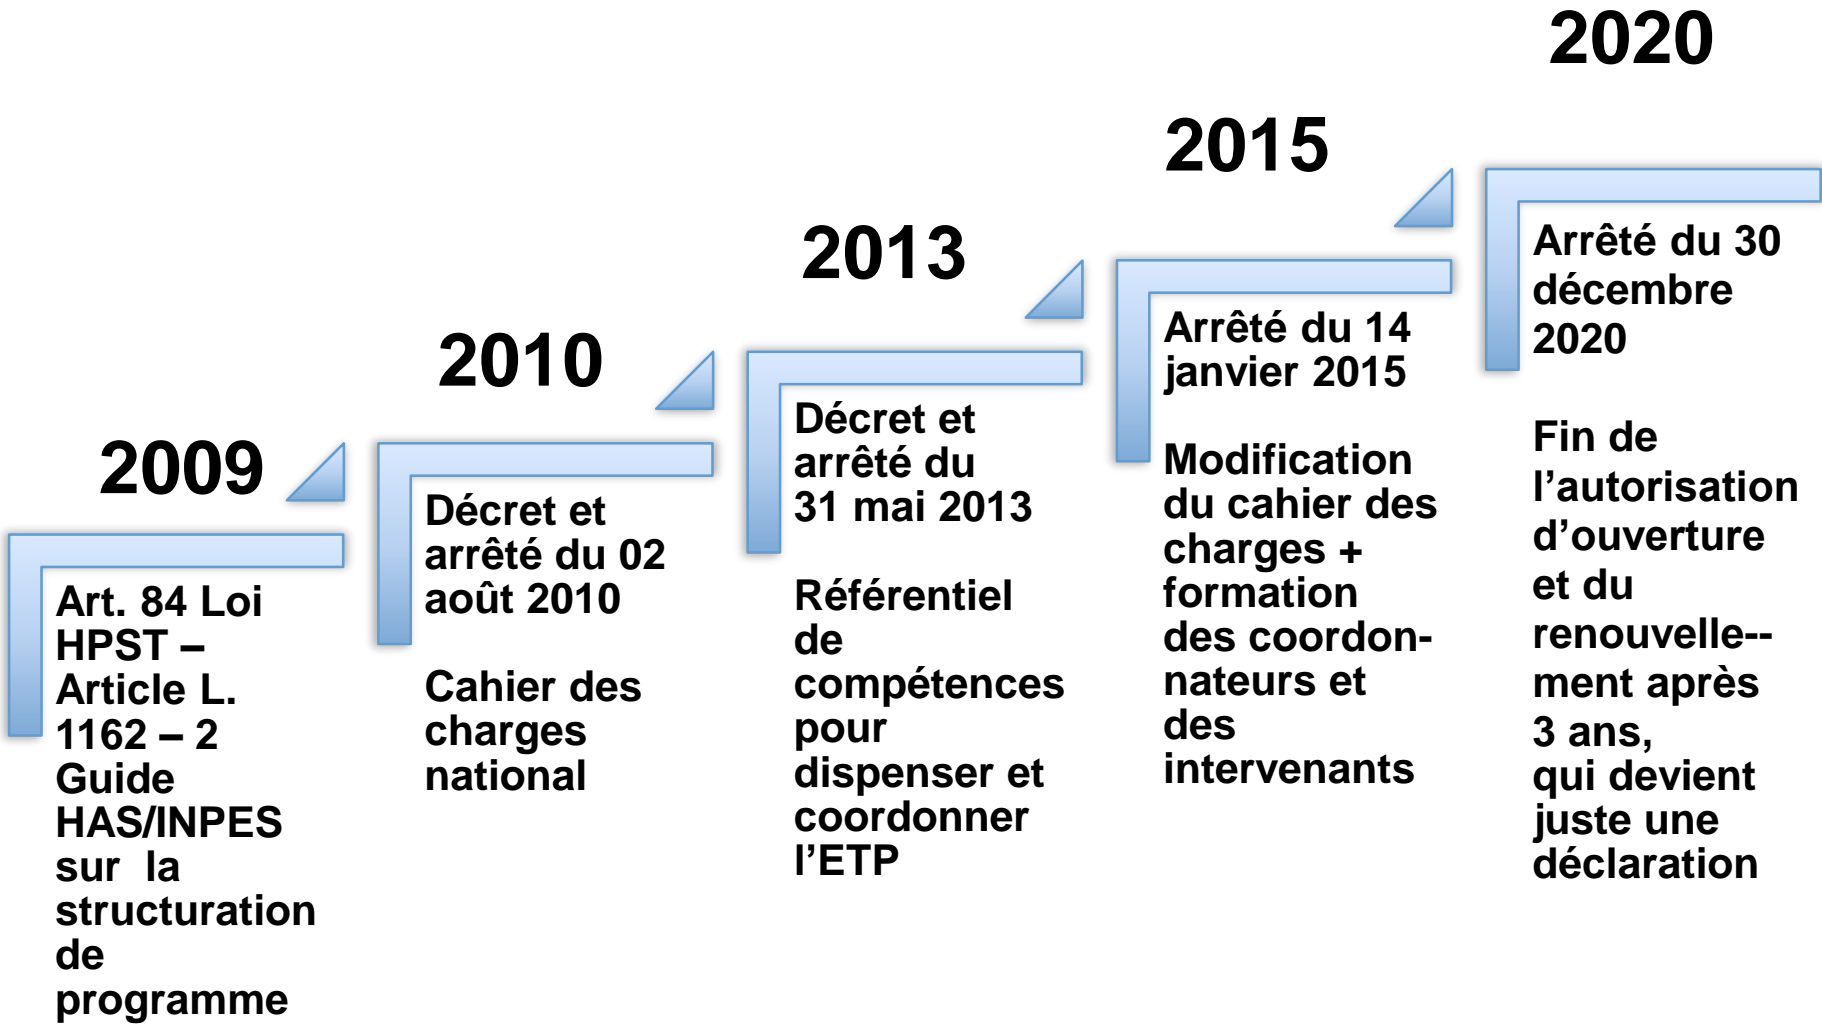 2009
Art. 84 Loi
HPST –
Article L.
1162 – 2
Guide
HAS/INPES
sur  la
structuration
de
programme
2010
Décret et
arrêté du 02
août 2010
Cahier des
charges
national
2013
Décret et
arrêté du
31 mai 2013
Référentiel
de
compétences
pour
dispenser et
coordonner
l’ETP
2015
Arrêté du 14
janvier 2015
Modification
du cahier des
charges +
formation
des coordon-
nateurs et
des
intervenants
2020
Arrêté du 30
décembre
2020
Fin de
l’autorisation
d’ouverture
et du
renouvelle--
ment après
3 ans,
qui devient
juste une
déclaration